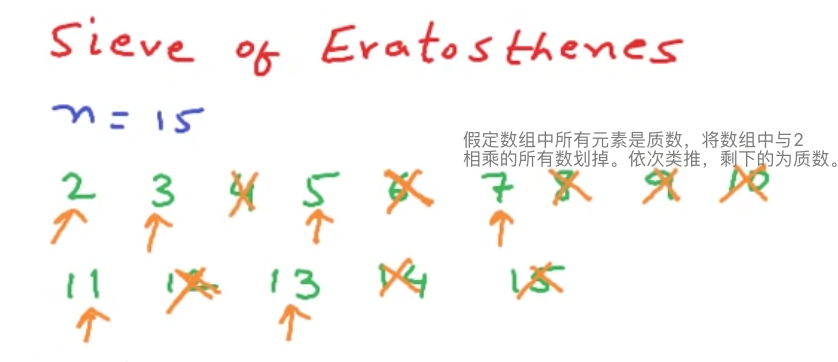 Sieve of Eratosthenes
n = 15
假定数组中所有元素是质数，将数组中与2
相乘的所有数划掉。依次类推，剩下的为质数。
2 3 4 5 6 7 8 9 10
11 12 13 14 15